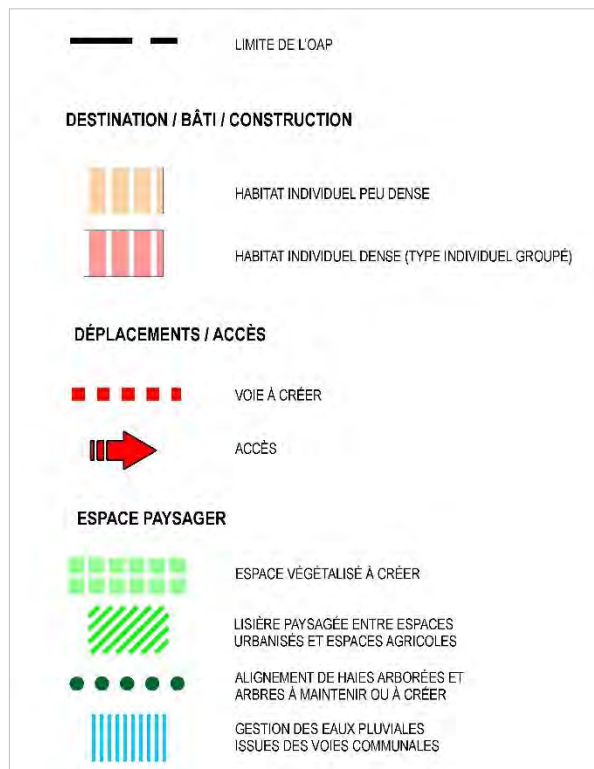 LIMITE DE L'OAP
DESTINATION / BÂTI / CONSTRUCTION
HABITAT INDIVIDUEL PEU DENSE
HABITAT INDIVIDUEL DENSE (TYPE INDIVIDUEL GROUPÉ)
DÉPLACEMENTS / ACCÈS
VOIE À CRÉER
ACCÈS
ESPACE PAYSAGER
ESPACE VÉGÉTALISÉ À CRÉER
LISIÈRE PAYSAGÉE ENTRE ESPACES
URBANISÉS ET ESPACES AGRICOLES
ALIGNEMENT DE HAIES ARBORÉES ET
ARBRES À MAINTENIR OU À CRÉER
GESTION DES EAUX PLUVIALES
ISSUES DES VOIES COMMUNALES